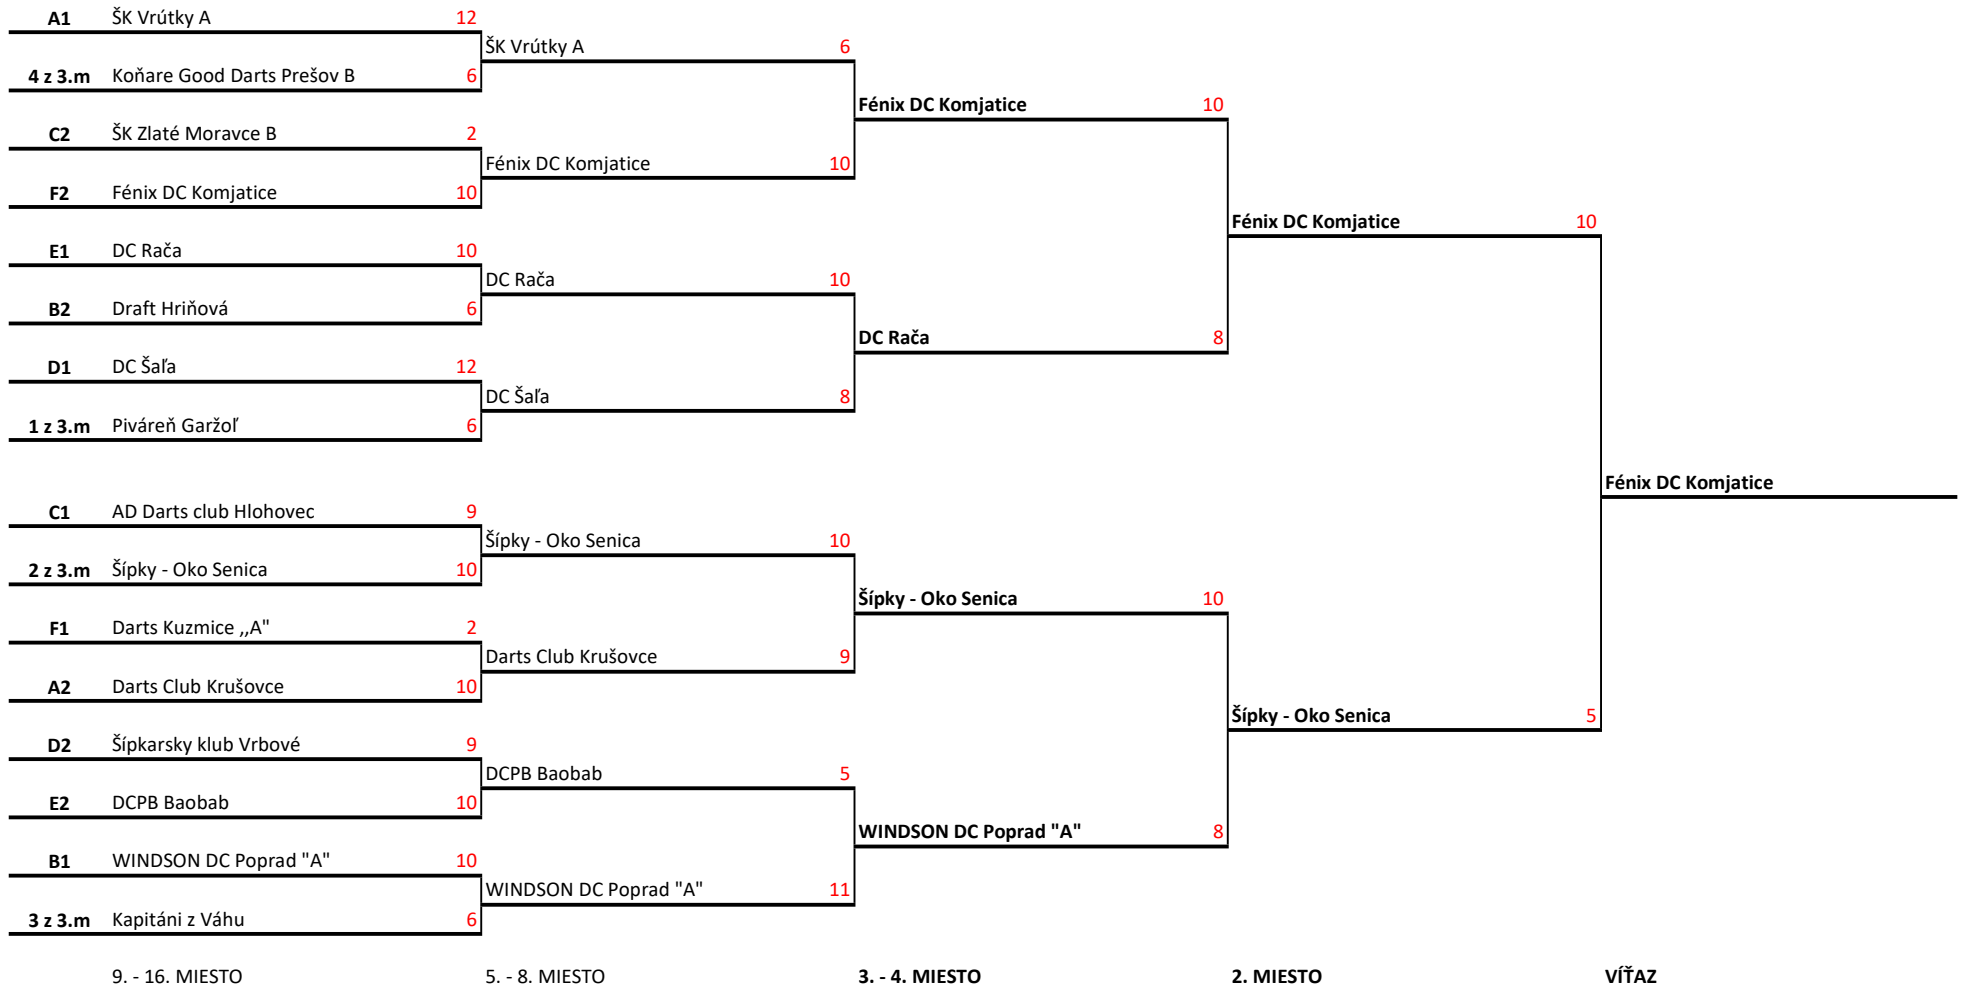 A1 ŠK Vrútky A 12
ŠK Vrútky A 6
4 z 3.m Koňare Good Darts Prešov B 6
Fénix DC Komjatice 10
C2 ŠK Zlaté Moravce B 2
Fénix DC Komjatice 10
F2 Fénix DC Komjatice 10
Fénix DC Komjatice 10
E1 DC Rača 10
DC Rača 10
B2 Draft Hriňová 6
DC Rača 8
D1 DC Šaľa 12
DC Šaľa 8
1 z 3.m Piváreň Garžoľ 6
Fénix DC Komjatice
C1 AD Darts club Hlohovec 9
Šípky - Oko Senica 10
2 z 3.m Šípky - Oko Senica 10
Šípky - Oko Senica 10
F1 Darts Kuzmice ,,A" 2
Darts Club Krušovce 9
A2 Darts Club Krušovce 10
Šípky - Oko Senica 5
D2 Šípkarsky klub Vrbové 9
DCPB Baobab 5
E2 DCPB Baobab 10
WINDSON DC Poprad "A" 8
B1 WINDSON DC Poprad "A" 10
WINDSON DC Poprad "A" 11
3 z 3.m Kapitáni z Váhu 6
9. - 16. MIESTO 5. - 8. MIESTO 3. - 4. MIESTO 2. MIESTO VÍŤAZ